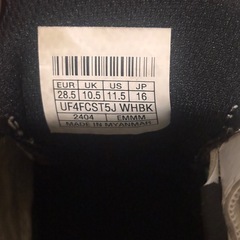 EUR UK US JP
28.5 10.5 11.5 16
UF4FCST5J WHBK
2404 EMMM
MADE IN MYANMAR